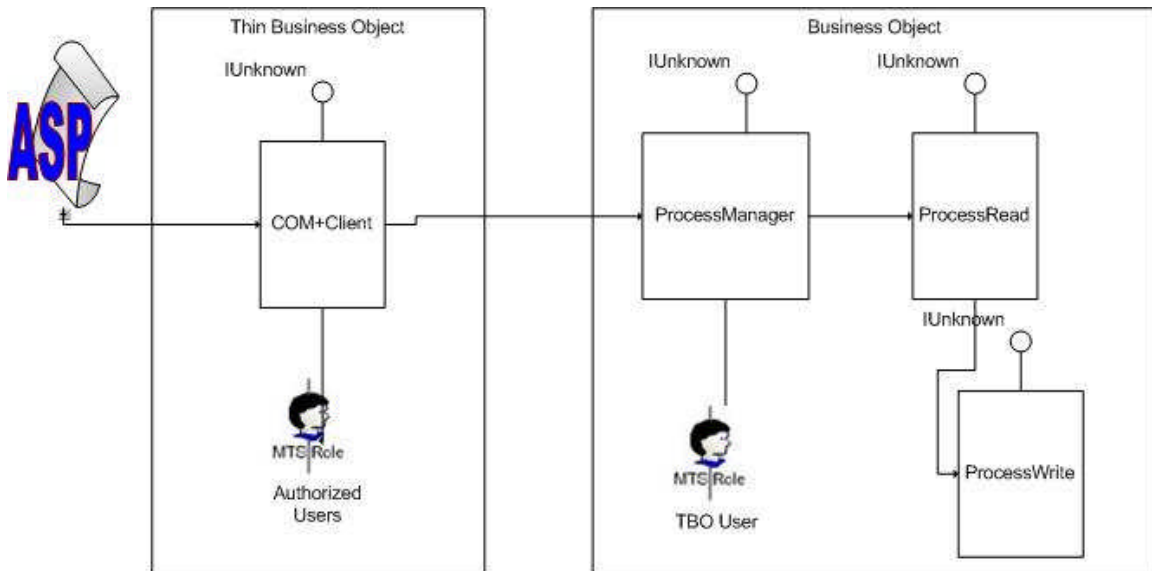 Thin Business Object
Business Object
IUnknown
IUnknown
IUnknown
ASP
COM+Client
ProcessManager
ProcessRead
IUnknown
MTS Role
Authorized
Users
MTS Role
TBO User
ProcessWrite